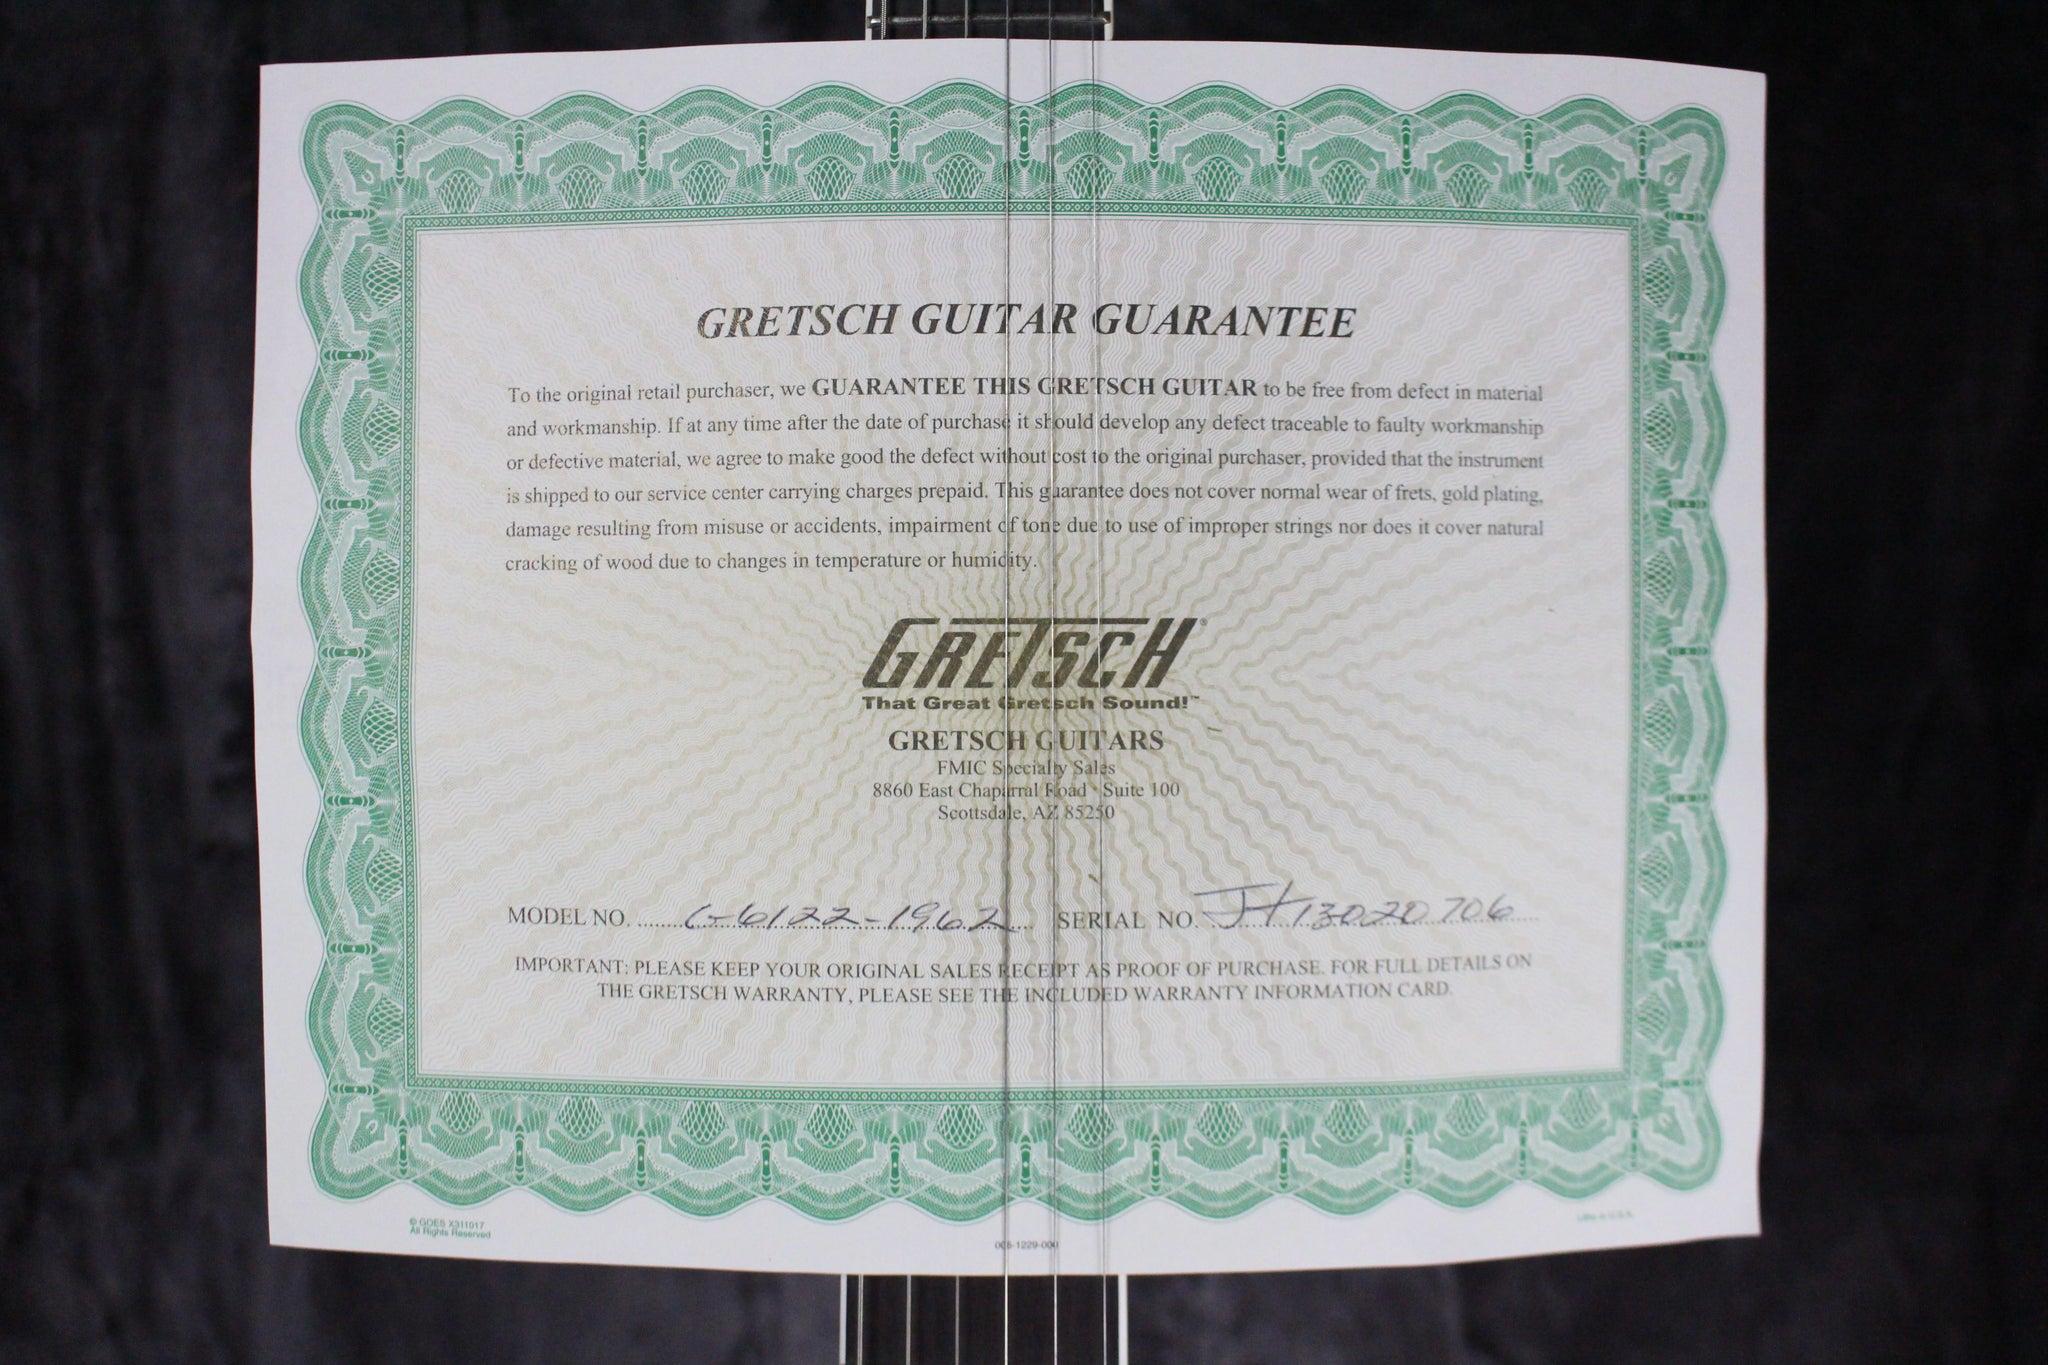 GRETSCH GUITAR GUARANTEE
To the original retail purchaser, we GUARANTEE THIS GRETSCH GUITAR to be free from defect in material
and workmanship. If at any time after the date of purchase it should develop any defect traceable to faulty workmanship
or defective material, we agree to make good the defect without cost to the original purchaser, provided that the instrument
is shipped to our service center carrying charges prepaid. This guarantee does not cover normal wear of frets, gold plating,
damage resulting from misuse or accidents, impairment of tone due to use of improper strings nor does it cover natural
cracking of wood due to changes in temperature or humidity.
GRETSCH®
That Great Gretsch Sound!™
GRETSCH GUITARS
FMIC Specialty Sales
8860 East Chaparral Road · Suite 100
Scottsdale, AZ 85250
MODEL NO. G-6122-1962 SERIAL NO. JT13020706
IMPORTANT: PLEASE KEEP YOUR ORIGINAL SALES RECEIPT AS PROOF OF PURCHASE. FOR FULL DETAILS ON
THE GRETSCH WARRANTY, PLEASE SEE THE INCLUDED WARRANTY INFORMATION CARD.
© GOES X311017
All Rights Reserved
Litho in U.S.A.